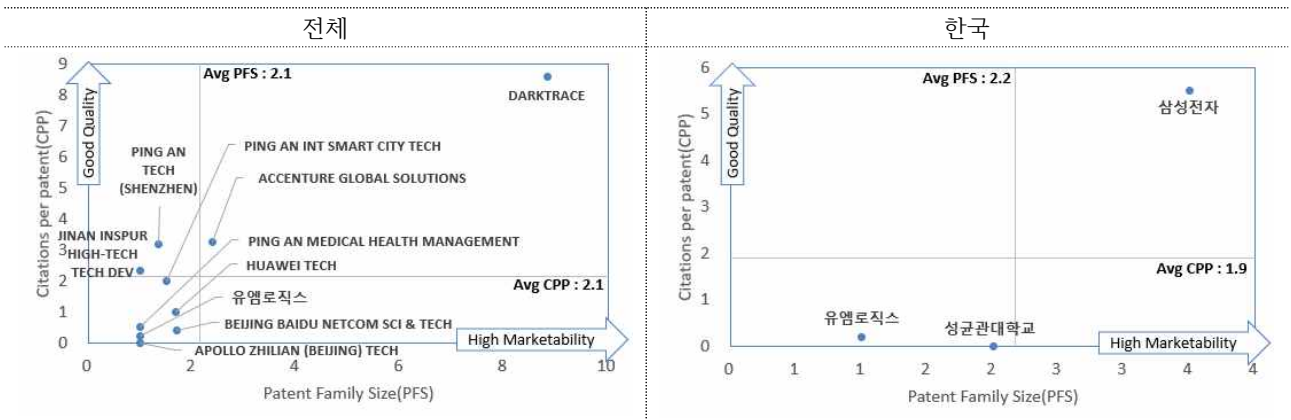 전체
한국
9
8
7
6
5
4
3
2
1
0
Citations per patent(CPP)
Good Quality
Avg PFS : 2.1
DARKTRACE
PING AN INT SMART CITY TECH
PING AN
TECH
(SHENZHEN)
ACCENTURE GLOBAL SOLUTIONS
JINAN INSPUR
HIGH-TECH
TECH DEV
PING AN MEDICAL HEALTH MANAGEMENT
HUAWEI TECH
Avg CPP : 2.1
유엠로직스
BEIJING BAIDU NETCOM SCI & TECH
High Marketability
APOLLO ZHILIAN (BEIJING) TECH
0 2 4 6 8 10
Patent Family Size(PFS)
6
5
4
3
2
1
0
Citations per patent(CPP)
Good Quality
Avg PFS : 2.2
삼성전자
Avg CPP : 1.9
유엠로직스
성균관대학교
High Marketability
0 1 1 2 2 3 3 4 4
Patent Family Size(PFS)